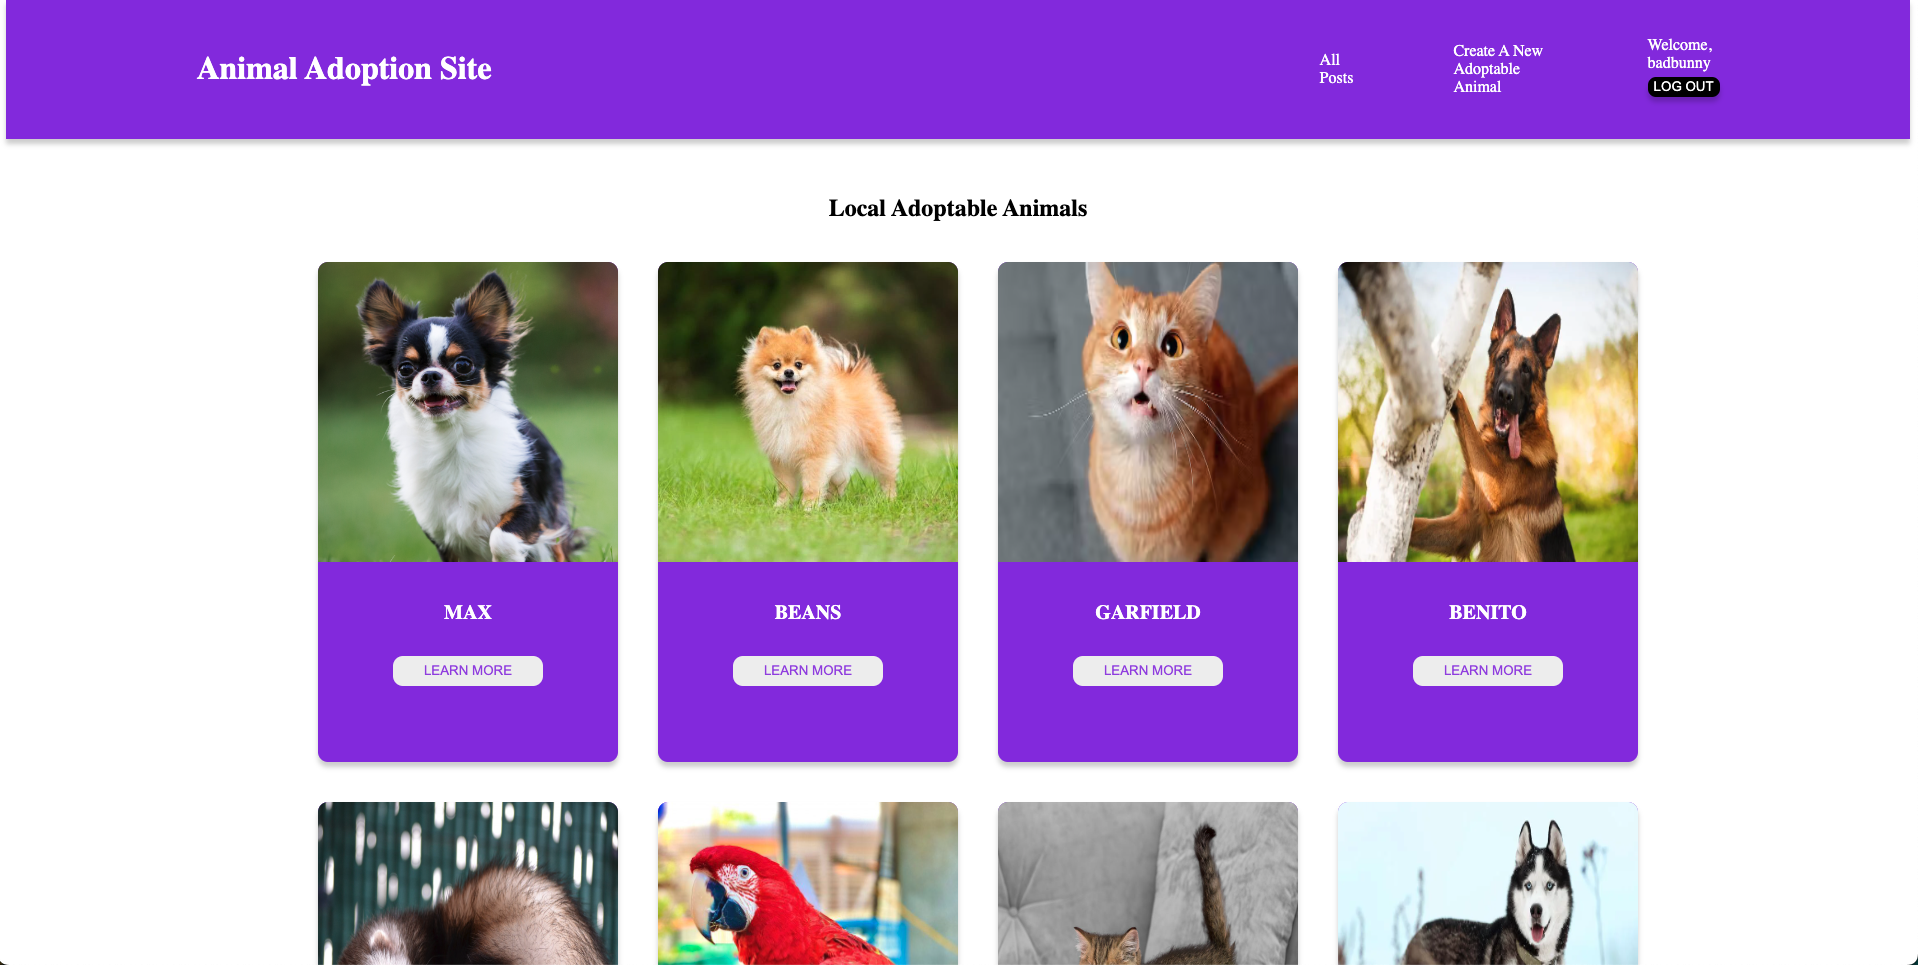 Animal Adoption Site
All
Posts
Create A New
Adoptable
Animal
Welcome,
badbunny
LOG OUT
Local Adoptable Animals
MAX
LEARN MORE
BEANS
LEARN MORE
GARFIELD
LEARN MORE
BENITO
LEARN MORE